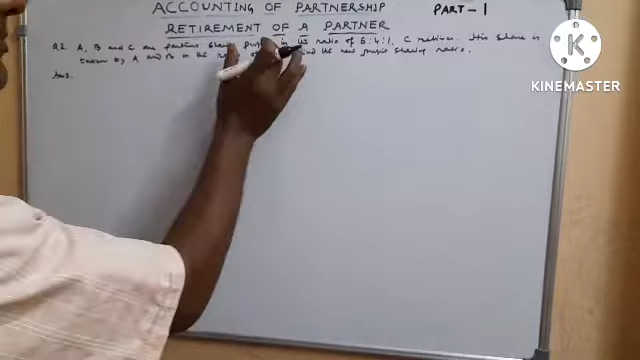 ACCOUNTING OF PARTNERSHIP PART-1
RETIREMENT OF A PARTNER
Q2. A, B and C are partners sharing in the ratio of 5:4:1. C retires. His share is
taken by A and B in the the new profit sharing ratio.
Ans.
KINEMASTER